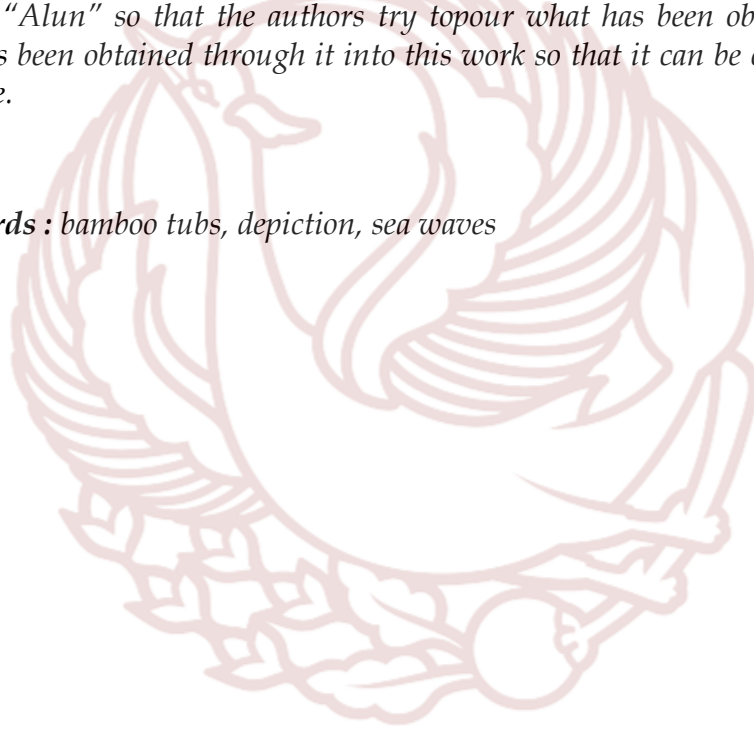 “Alun” so that the authors try topour what has been ob
s been obtained through it into this work so that it can be
e.
rds : bamboo tubs, depiction, sea waves